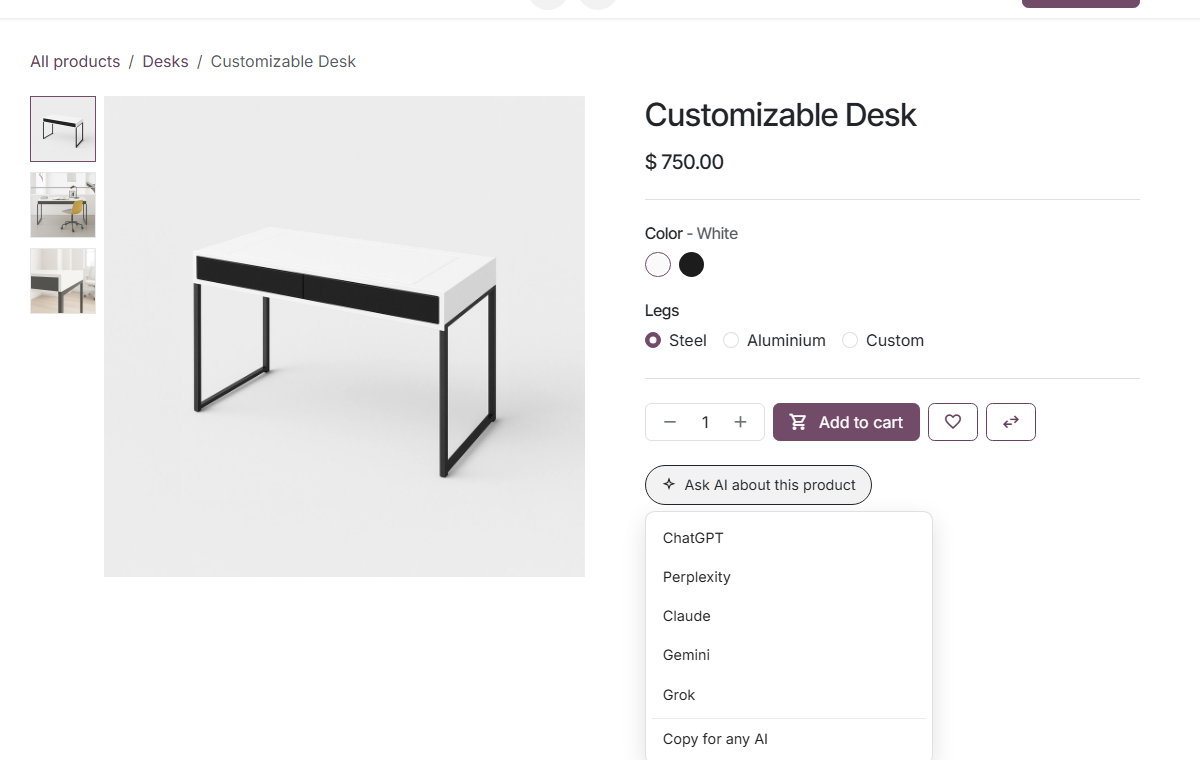 All products / Desks / Customizable Desk
Customizable Desk
$ 750.00
Color - White
Legs
Steel Aluminium Custom
1 Add to cart
Ask AI about this product
ChatGPT
Perplexity
Claude
Gemini
Grok
Copy for any AI